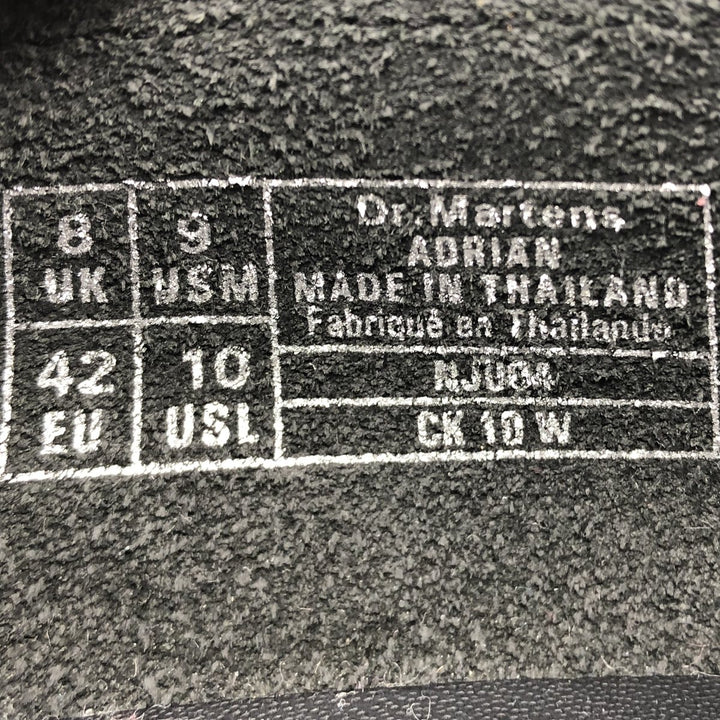 8 UK
9 USM
42 EU
10 USL
Dr. Martens
ADRIAN
MADE IN THAILAND
Fabriqué en Thaïlande
CK 10 W